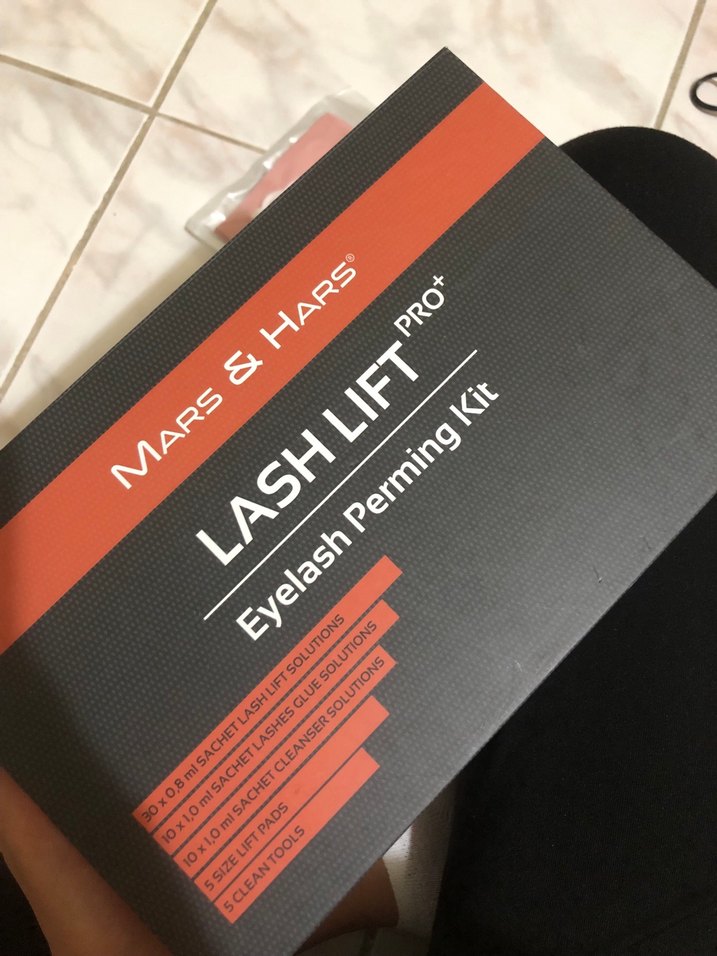 MARS & HARS®
LASH LIFT PRO+
Eyelash Perming Kit
30 x 0,8 ml SACHET LASH LIFT SOLUTIONS
10 x 1,0 ml SACHET LASHES GLUE SOLUTIONS
10 x 1,0 ml SACHET CLEANSER SOLUTIONS
5 SIZE LIFT PADS
5 CLEAN TOOLS